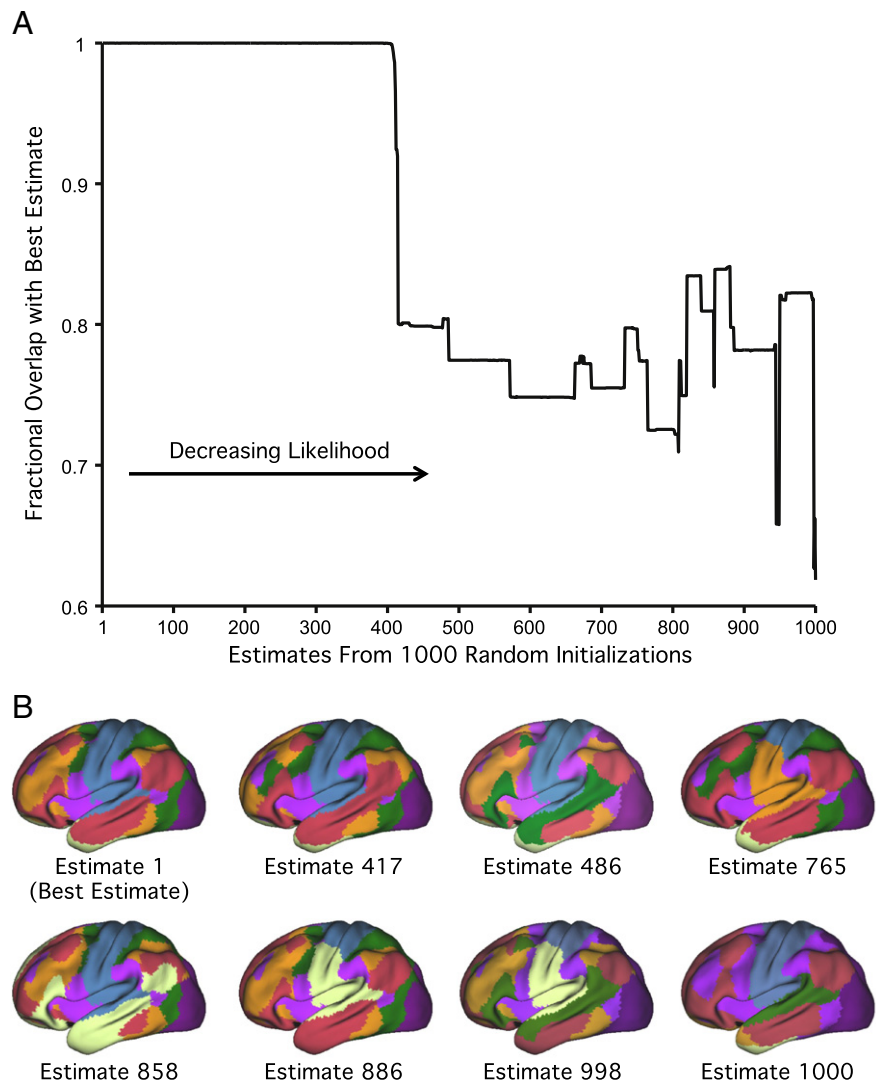 A
1
0.9
0.8
0.7
0.6
Fractional Overlap with Best Estimate
Decreasing Likelihood
1 100 200 300 400 500 600 700 800 900 1000
Estimates From 1000 Random Initializations
B
Estimate 1
(Best Estimate)
Estimate 417
Estimate 486
Estimate 765
Estimate 858
Estimate 886
Estimate 998
Estimate 1000